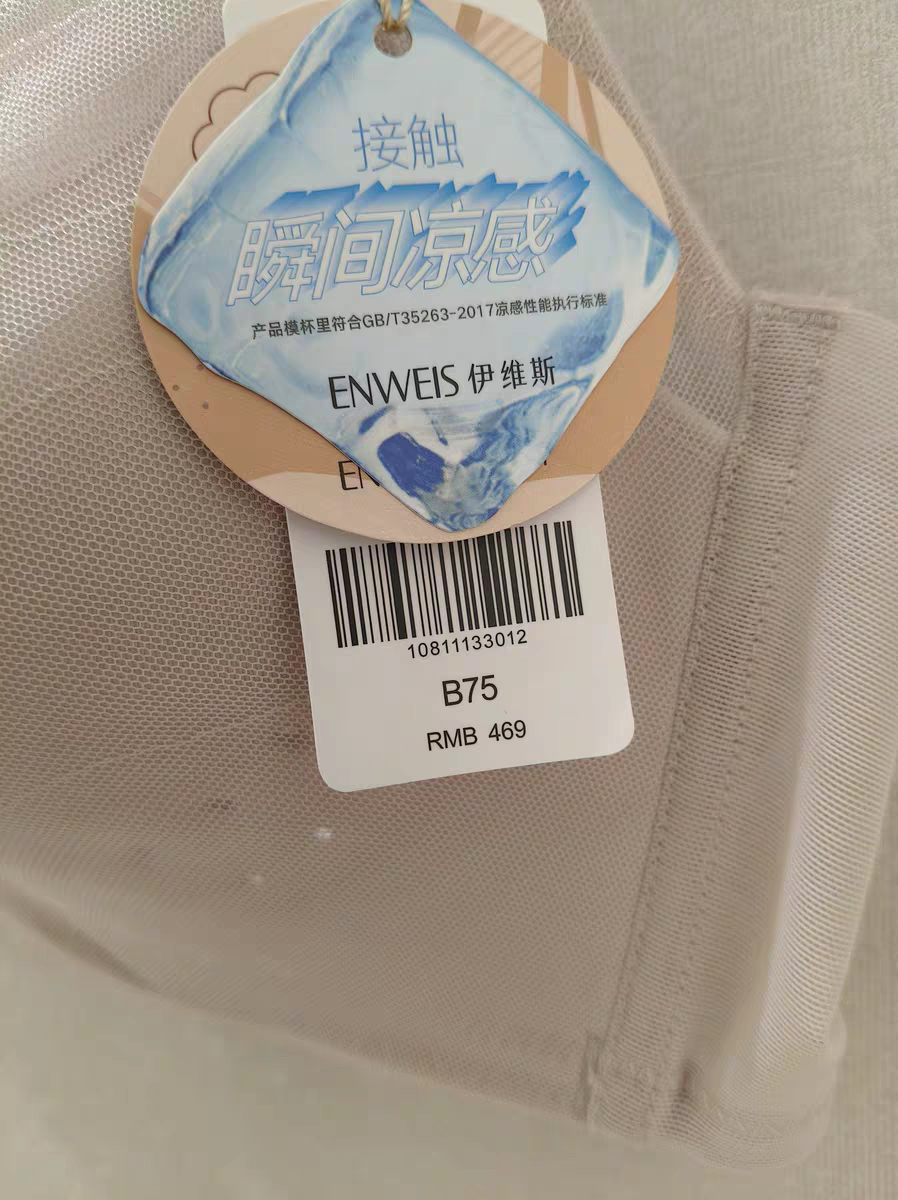 接触
瞬间凉感
产品模杯里符合GB/T35263-2017凉感性能执行标准
ENWEIS 伊维斯
EN
10811133012
B75
RMB 469